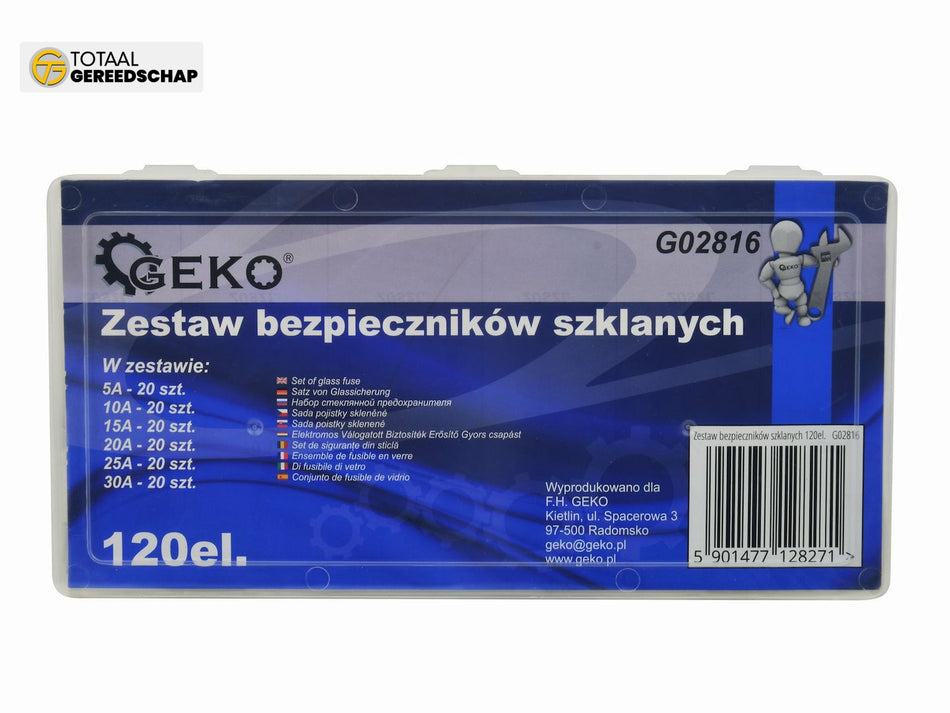 TOTAAL
GEREEDSCHAP
GEKO®
G02816
GEKO
Zestaw bezpieczników szklanych
W zestawie:
5A - 20 szt.
10A - 20 szt.
15A - 20 szt.
20A - 20 szt.
25A - 20 szt.
30A - 20 szt.
Set of glass fuse
Satz von Glassicherung
Набор стеклянной предохранителя
Sada pojistky skleněné
Sada poistky sklenené
Elektromos Válogatott Biztosíték Erősítő Gyors csapást
Set de siguranțe din sticlă
Ensemble de fusible en verre
Di fusibile di vetro
Conjunto de fusible de vidrio
120el.
Wyprodukowano dla
F.H. GEKO
Kietlin, ul. Spacerowa 3
97-500 Radomsko
geko@geko.pl
www.geko.pl
Zestaw bezpieczników szklanych 120el. G02816
5 901477 128271 >